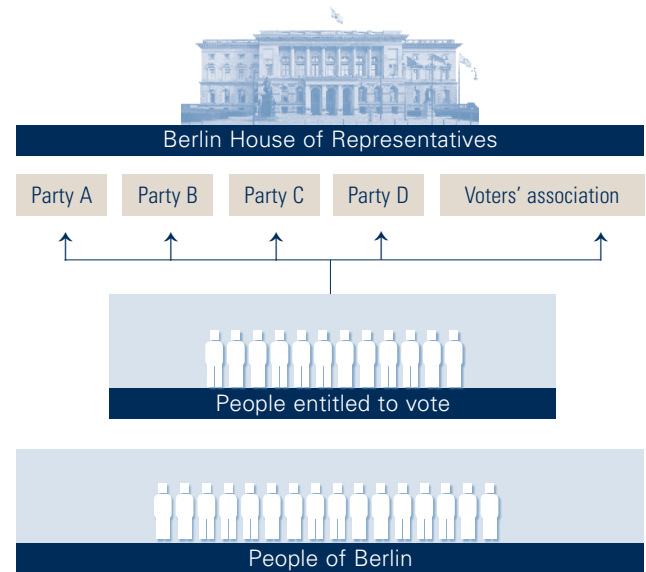 Berlin House of Representatives
Party A
Party B
Party C
Party D
Voters' association
People entitled to vote
People of Berlin